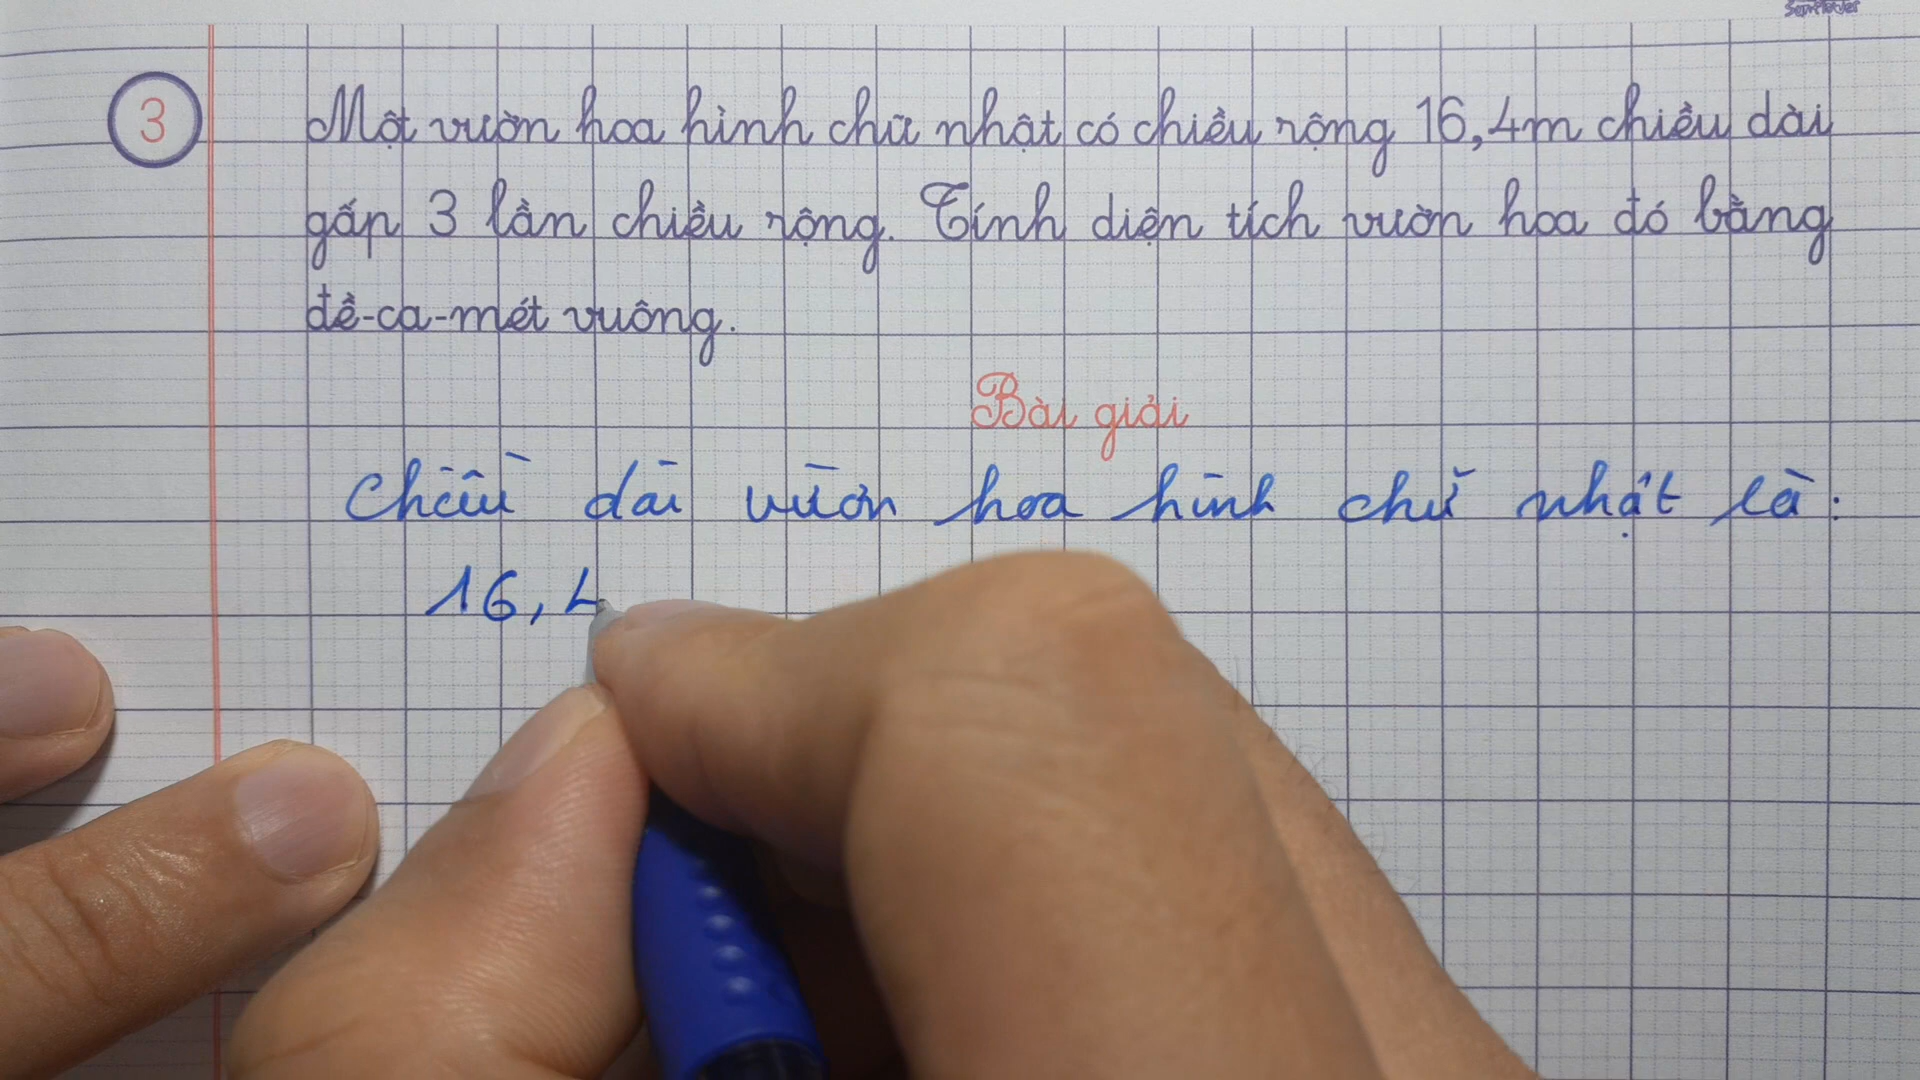 Sunflower
3 Một vườn hoa hình chữ nhật có chiều rộng 16,4m chiều dài
gấp 3 lần chiều rộng. Tính diện tích vườn hoa đó bằng
đề-ca-mét vuông.
Bài giải
Chiều dài vườn hoa hình chữ nhật là:
16,4